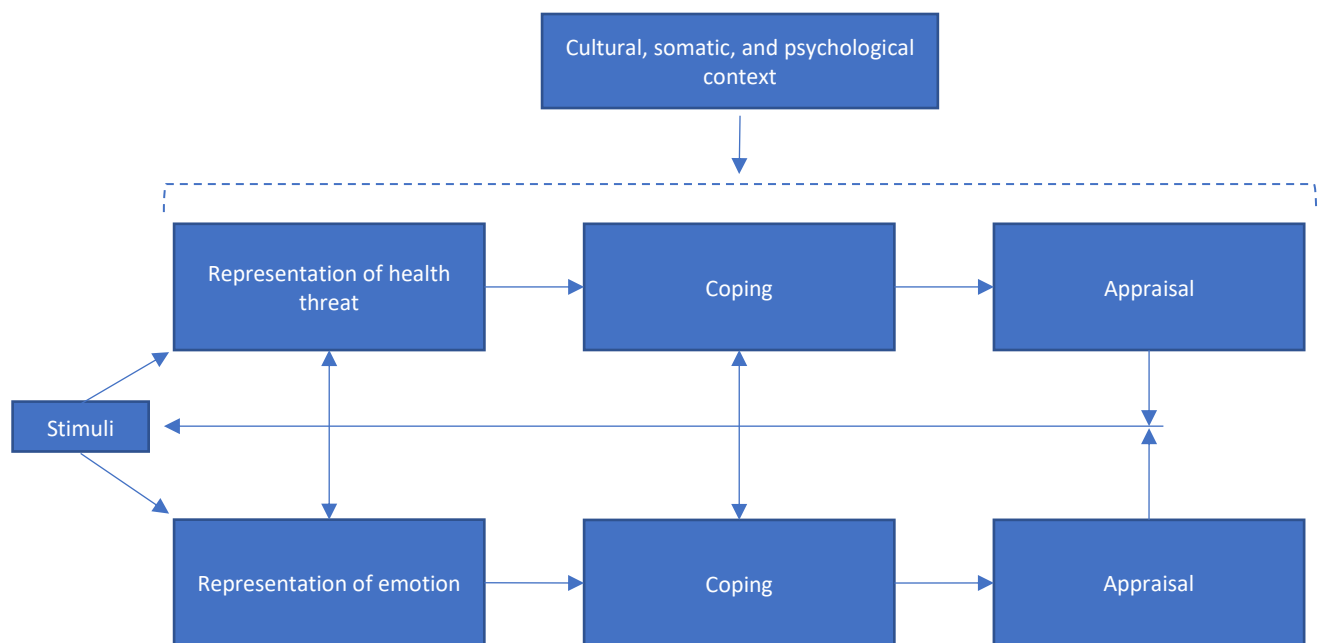 Cultural, somatic, and psychological
context
Representation of health
threat
Coping
Appraisal
Stimuli
Representation of emotion
Coping
Appraisal